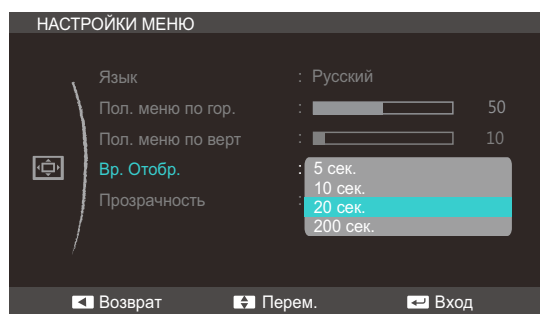 НАСТРОЙКИ МЕНЮ
Язык : Русский
Пол. меню по гор. : 50
Пол. меню по верт : 10
Вр. Отобр. : 5 сек.
10 сек.
Прозрачность : 20 сек.
200 сек.
Возврат Перем. Вход